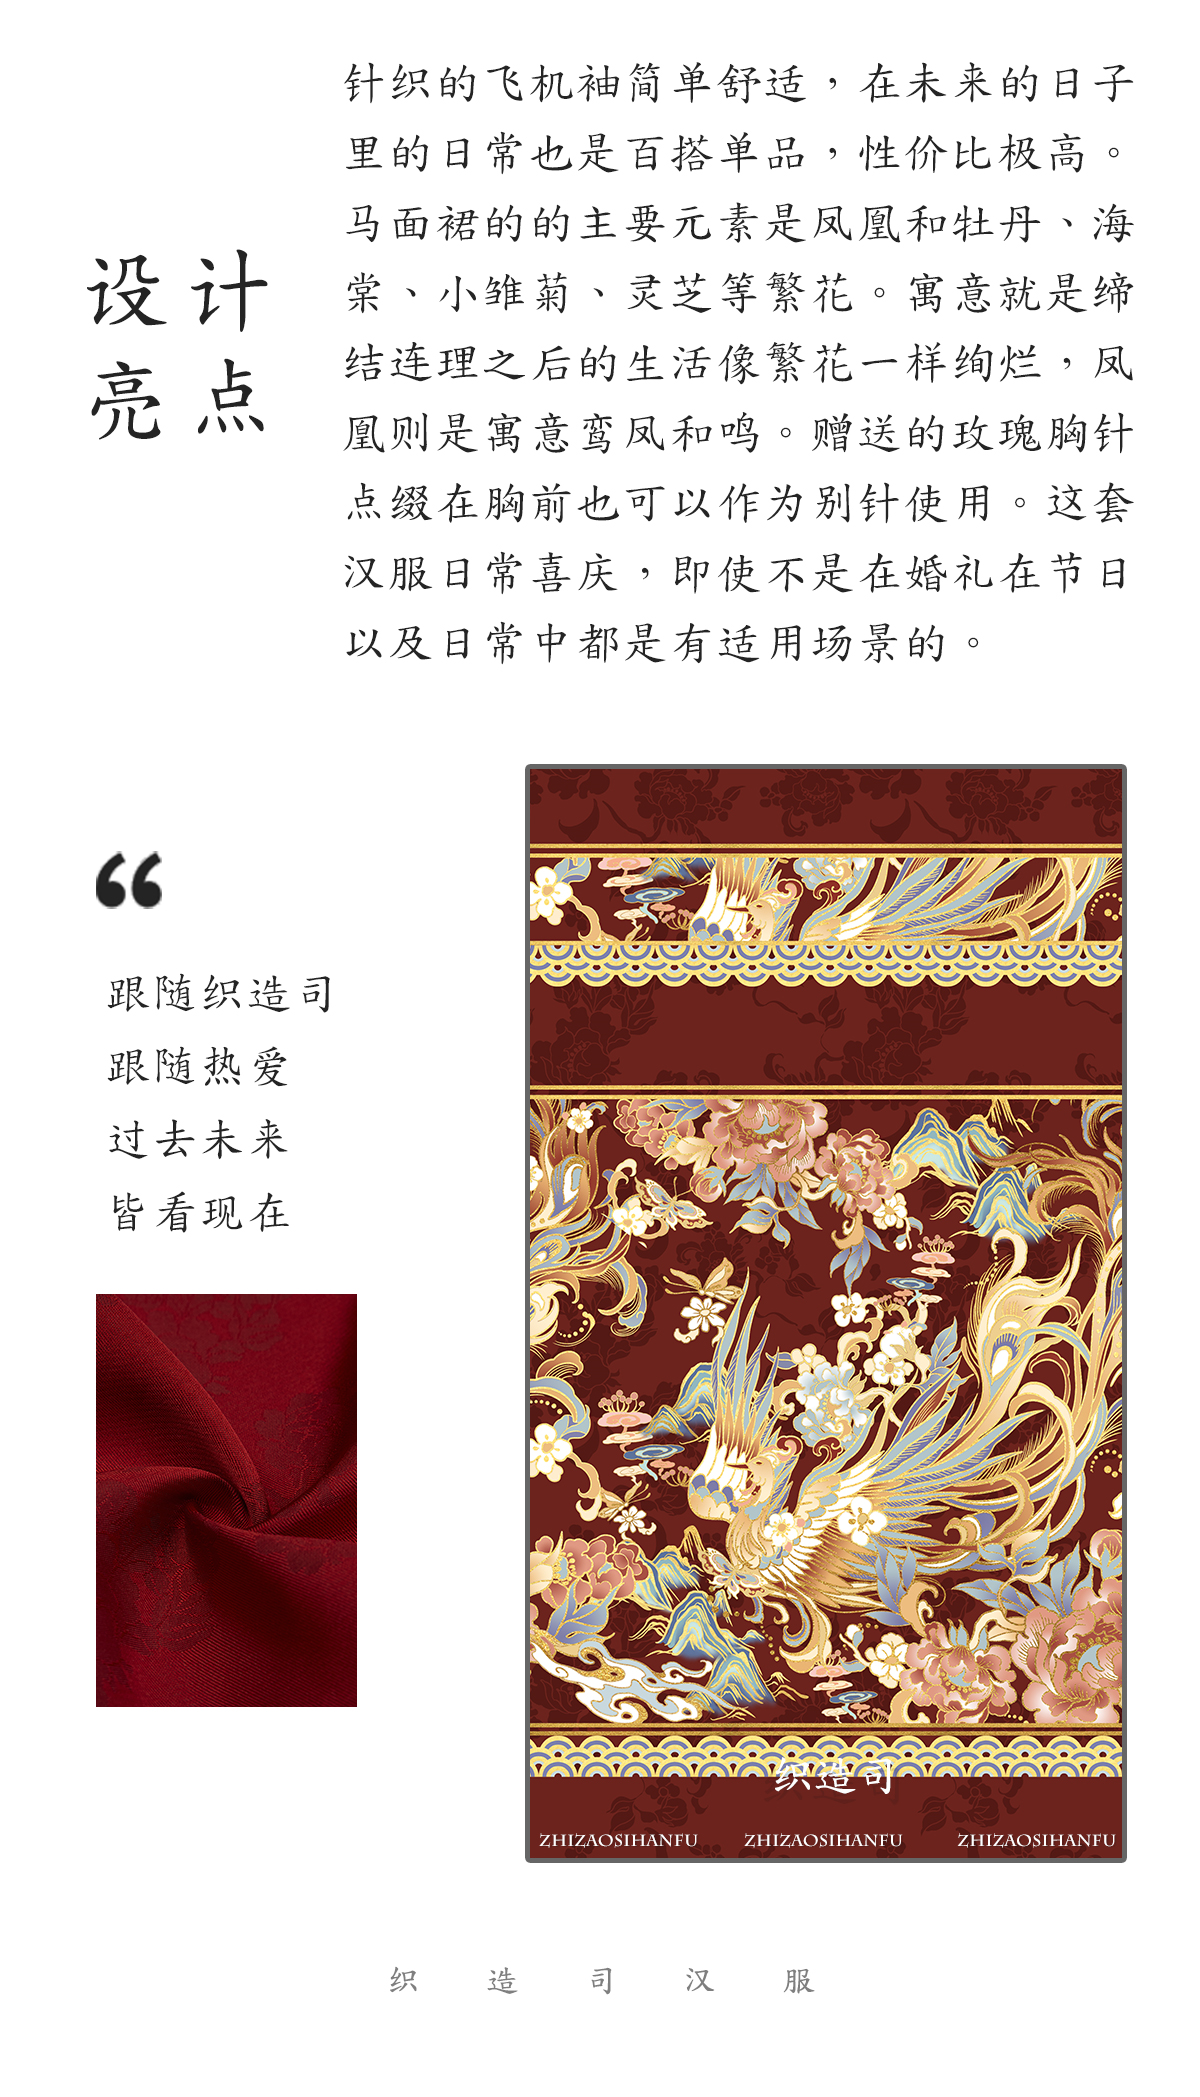 设计
亮点
针织的飞机袖简单舒适，在未来的日子
里的日常也是百搭单品，性价比极高。
马面裙的的主要元素是凤凰和牡丹、海
棠、小雏菊、灵芝等繁花。寓意就是缔
结连理之后的生活像繁花一样绚烂，凤
凰则是寓意鸾凤和鸣。赠送的玫瑰胸针
点缀在胸前也可以作为别针使用。这套
汉服日常喜庆，即使不是在婚礼在节日
以及日常中都是有适用场景的。
“
跟随织造司
跟随热爱
过去未来
皆看现在
织造司
ZHIZAOSIHANFU ZHIZAOSIHANFU ZHIZAOSIHANFU
织造司汉服